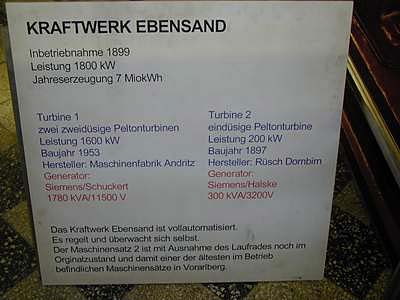 KRAFTWERK EBENSAND
Inbetriebnahme 1899
Leistung 1800 kW
Jahreserzeugung 7 MiokWh
Turbine 1
zwei zweidüsige Peltonturbinen
Leistung 1600 kW
Baujahr 1953
Hersteller: Maschinenfabrik Andritz
Generator:
Siemens/Schuckert
1780 kVA/11500 V
Turbine 2
eindüsige Peltonturbine
Leistung 200 kW
Baujahr 1897
Hersteller: Rüsch Dornbirn
Generator:
Siemens/Halske
300 kVA/3200V
Das Kraftwerk Ebensand ist vollautomatisiert.
Es regelt und überwacht sich selbst.
Der Maschinensatz 2 ist mit Ausnahme des Laufrades noch im
Orginalzustand und damit einer der ältesten im Betrieb
befindlichen Maschinensätze in Vorarlberg.